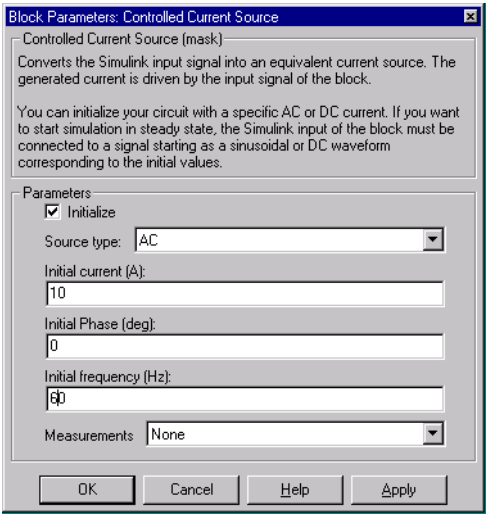 Block Parameters: Controlled Current Source
Controlled Current Source (mask)
Converts the Simulink input signal into an equivalent current source. The
generated current is driven by the input signal of the block.
You can initialize your circuit with a specific AC or DC current. If you want
to start simulation in steady state, the Simulink input of the block must be
connected to a signal starting as a sinusoidal or DC waveform
corresponding to the initial values.
Parameters
Initialize
Source type: AC
Initial current (A):
10
Initial Phase (deg):
0
Initial frequency (Hz):
60
Measurements None
OK Cancel Help Apply